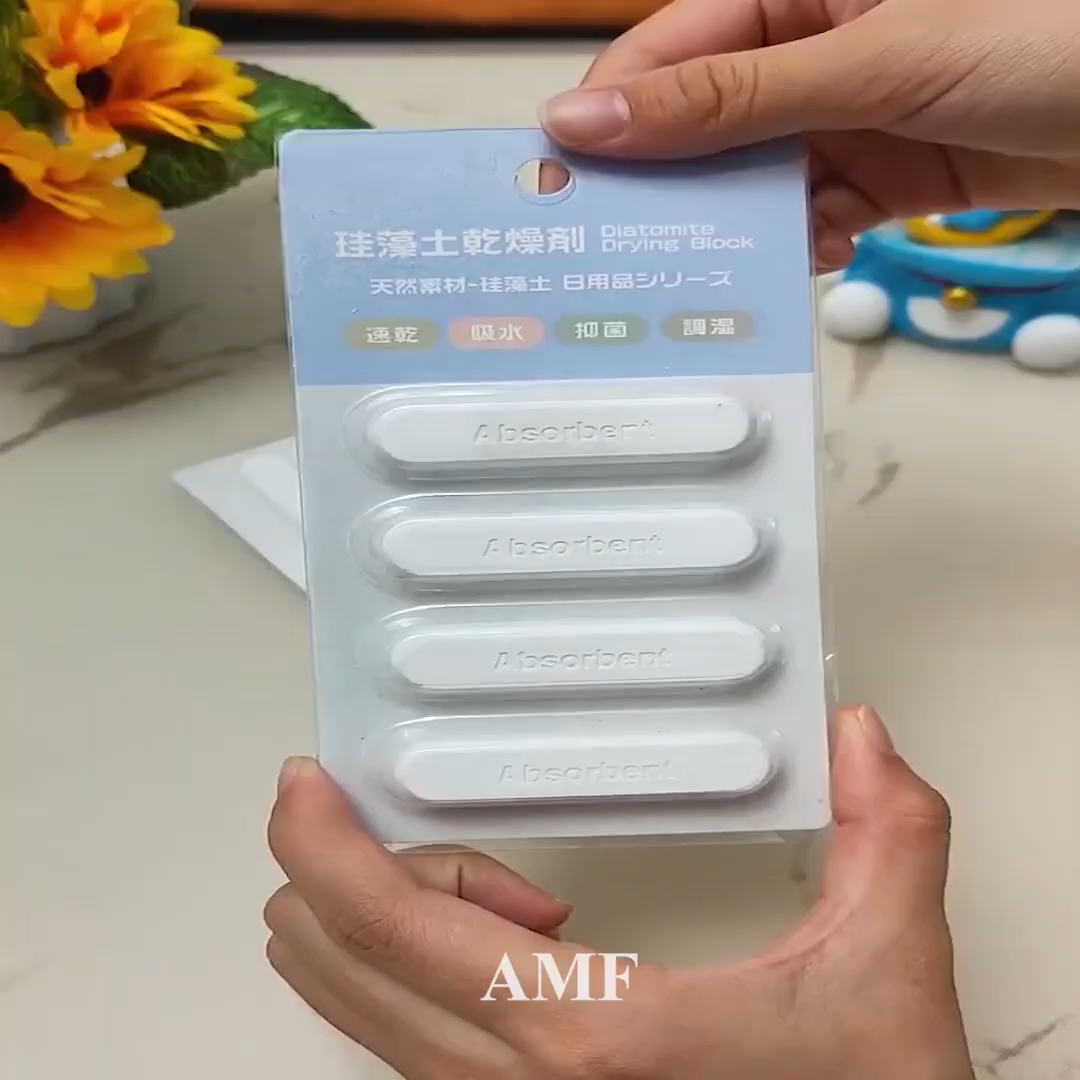 珪藻土乾燥剤 Diatomite
Drying Block
天然素材-珪藻土 日用品シリーズ
速乾 吸水 抑菌 調湿
Absorbent
Absorbent
Absorbent
Absorbent
AMF